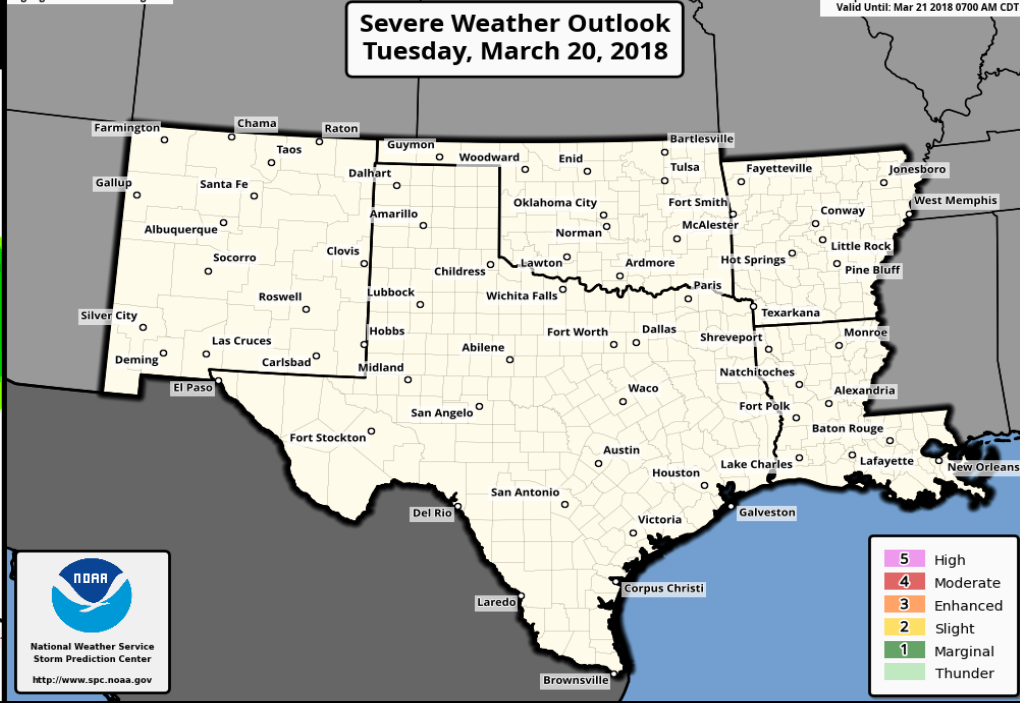 Valid Until: Mar 21 2018 0700 AM CDT
Severe Weather Outlook
Tuesday, March 20, 2018
Farmington
Chama
Raton
Taos
Guymon
Woodward
Enid
Bartlesville
Tulsa
Fayetteville
Jonesboro
Gallup
Santa Fe
Dalhart
Oklahoma City
Fort Smith
West Memphis
Albuquerque
Amarillo
Norman
McAlester
Conway
Socorro
Clovis
Childress
Lawton
Ardmore
Hot Springs
Little Rock
Pine Bluff
Roswell
Lubbock
Wichita Falls
Paris
Texarkana
Silver City
Las Cruces
Hobbs
Fort Worth
Dallas
Shreveport
Monroe
Deming
Carlsbad
Midland
Abilene
Natchitoches
El Paso
San Angelo
Waco
Fort Polk
Alexandria
Fort Stockton
Austin
Baton Rouge
Houston
Lake Charles
Lafayette
New Orleans
Del Rio
San Antonio
Victoria
Galveston
Laredo
Corpus Christi
Brownsville
NOAA
National Weather Service
Storm Prediction Center
http://www.spc.noaa.gov
5 High
4 Moderate
3 Enhanced
2 Slight
1 Marginal
Thunder